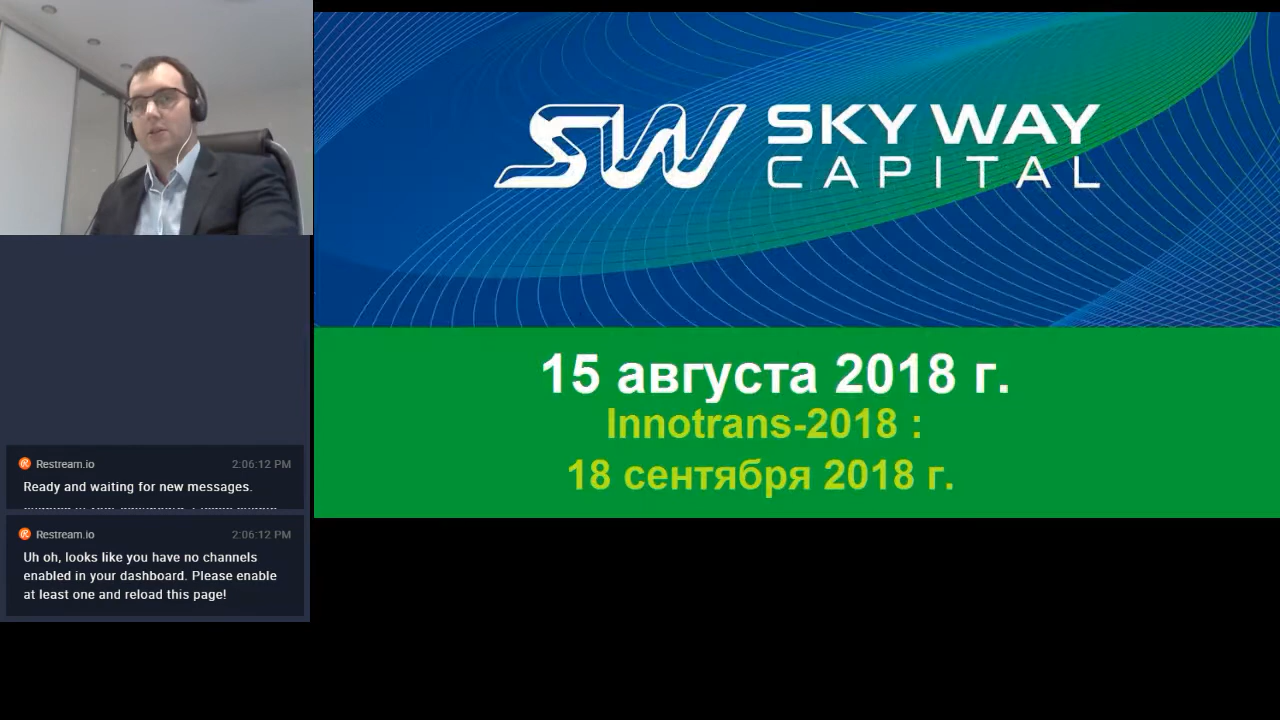 SW SKY WAY
CAPITAL
15 августа 2018 г.
Innotrans-2018 :
18 сентября 2018 г.
Restream.io 2:06:12 PM
Ready and waiting for new messages.
Restream.io 2:06:12 PM
Uh oh, looks like you have no channels
enabled in your dashboard. Please enable
at least one and reload this page!